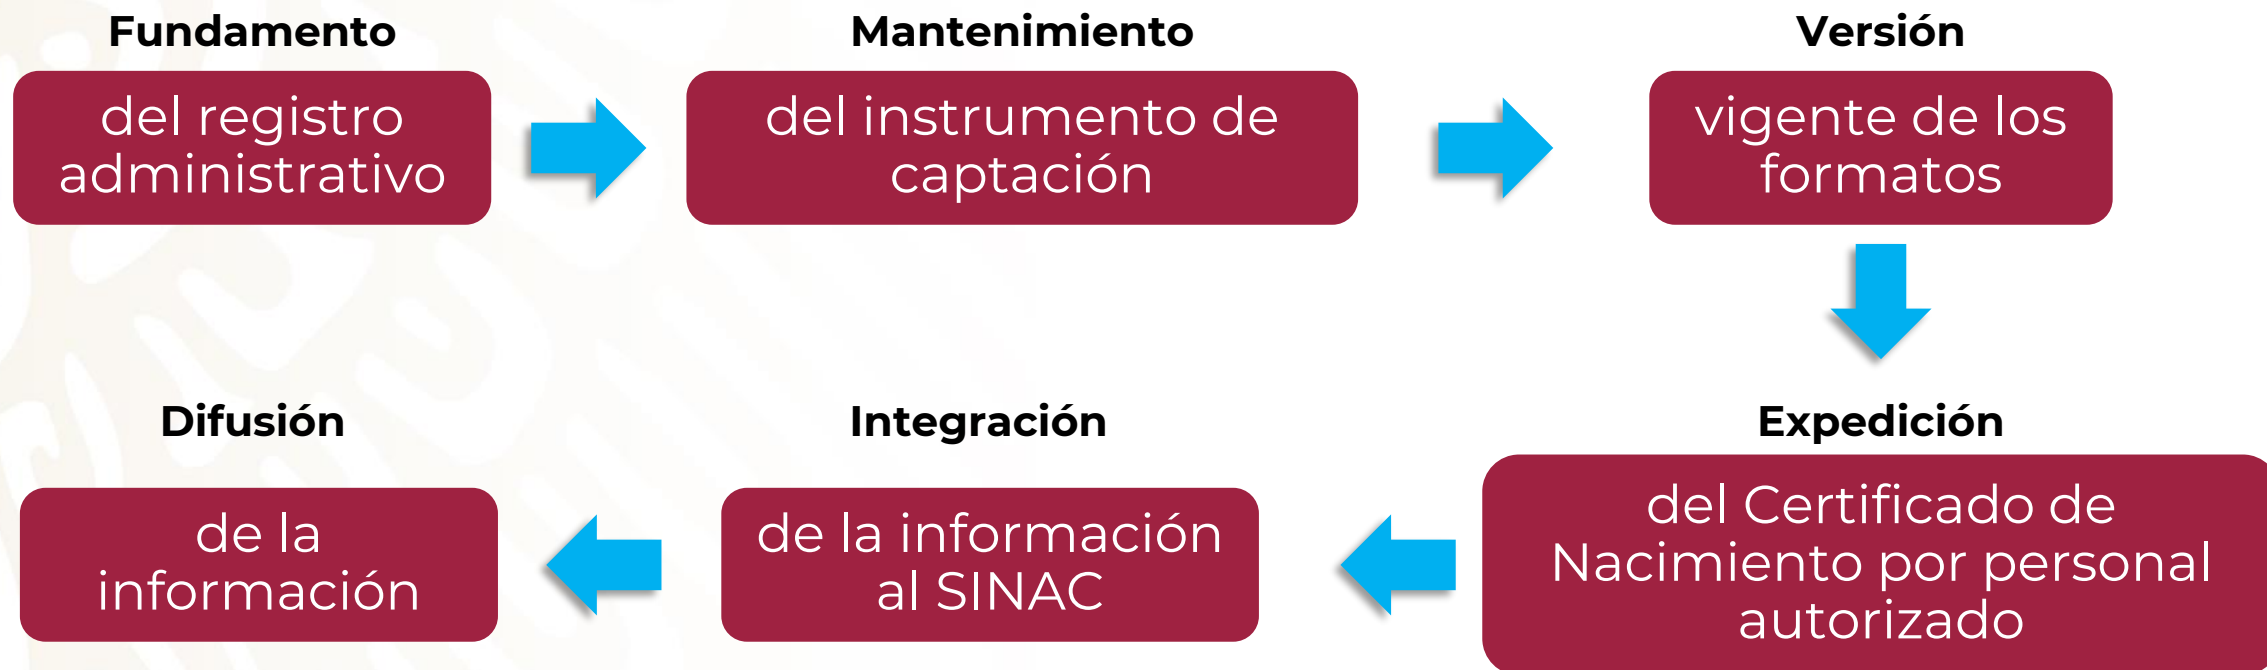 Fundamento
del registro
administrativo
Mantenimiento
del instrumento de
captación
Versión
vigente de los
formatos
Expedición
del Certificado de
Nacimiento por personal
autorizado
Integración
de la información
al SINAC
Difusión
de la
información